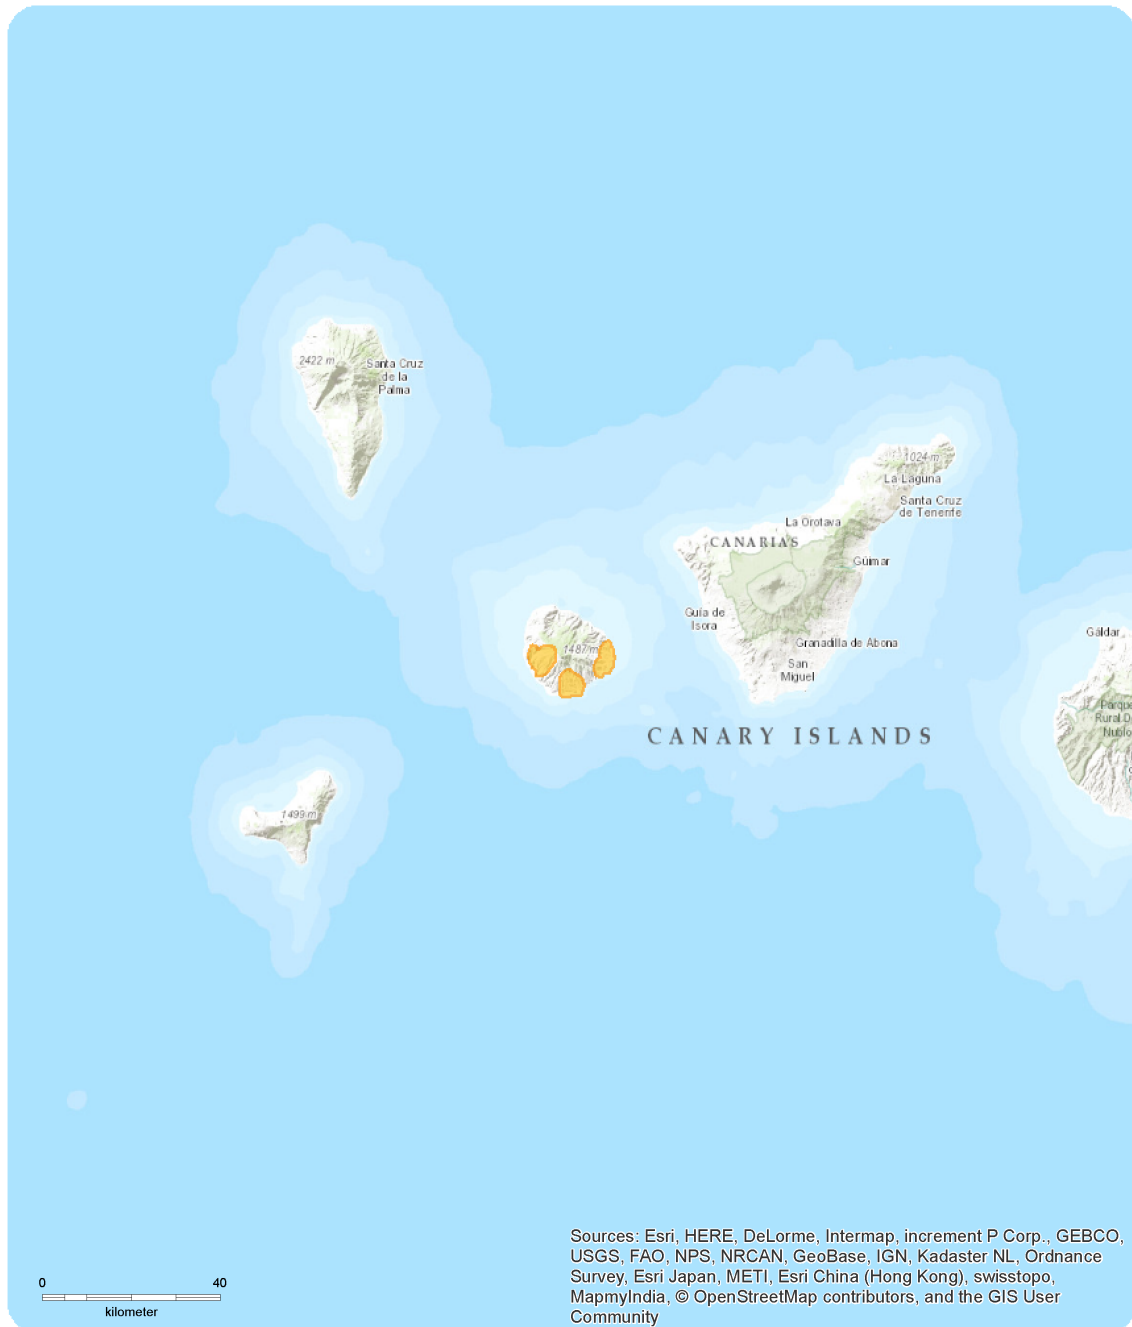 2422 m
Santa Cruz
de la
Palma
1024 m
La Laguna
Santa Cruz
de Tenerife
La Orotava
CANARIAS
Güimar
Guía de
Isora
Gáldar
Granadilla de Abona
1487 m
San
Miguel
Parque
Rural D
Nublo
CANARY ISLANDS
1499 m
Sources: Esri, HERE, DeLorme, Intermap, increment P Corp., GEBCO,
USGS, FAO, NPS, NRCAN, GeoBase, IGN, Kadaster NL, Ordnance
Survey, Esri Japan, METI, Esri China (Hong Kong), swisstopo,
MapmyIndia, © OpenStreetMap contributors, and the GIS User
Community
0 40
kilometer